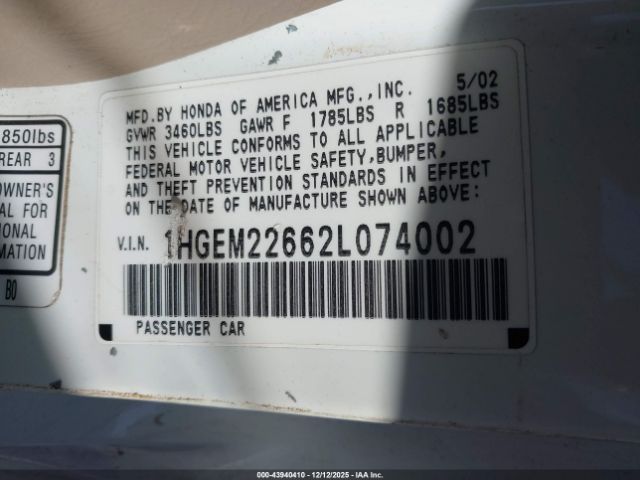 850lbs
REAR 3
OWNER'S
AL FOR
IONAL
MATION
B0
5/02
MFD.BY HONDA OF AMERICA MFG.,INC.
GVWR 3460LBS GAWR F 1785LBS R 1685LBS
THIS VEHICLE CONFORMS TO ALL APPLICABLE
FEDERAL MOTOR VEHICLE SAFETY,BUMPER,
AND THEFT PREVENTION STANDARDS IN EFFECT
ON THE DATE OF MANUFACTURE SHOWN ABOVE:
V.I.N. 1HGEM22662L074002
PASSENGER CAR
000-43940410 - 12/12/2025 - IAA Inc.